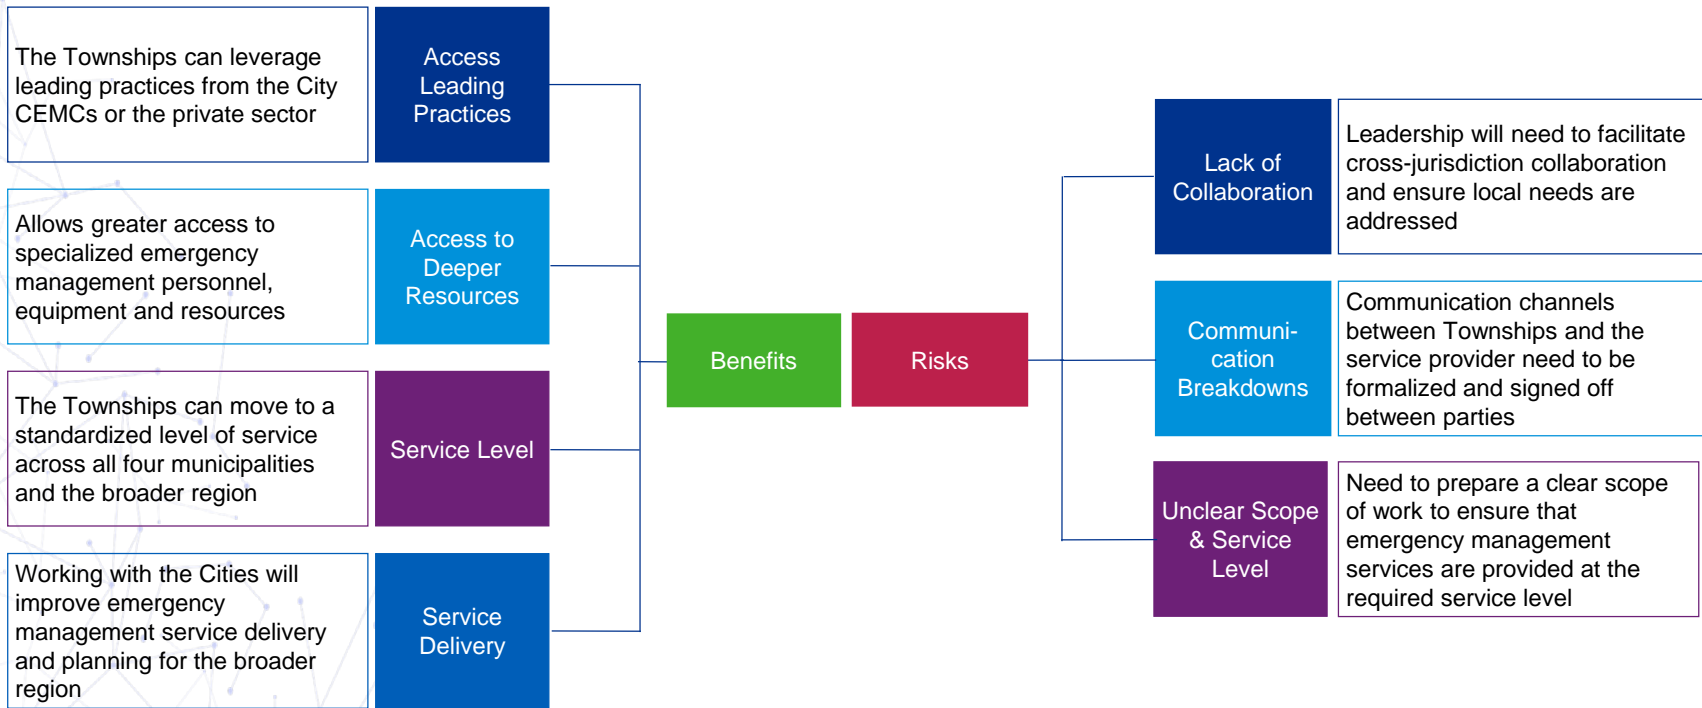 The Townships can leverage
leading practices from the City
CEMCs or the private sector
Access
Leading
Practices
Allows greater access to
specialized emergency
management personnel,
equipment and resources
Access to
Deeper
Resources
The Townships can move to a
standardized level of service
across all four municipalities
and the broader region
Service Level
Working with the Cities will
improve emergency
management service delivery
and planning for the broader
region
Service
Delivery
Benefits
Risks
Lack of
Collaboration
Leadership will need to facilitate
cross-jurisdiction collaboration
and ensure local needs are
addressed
Communi-
cation
Breakdowns
Communication channels
between Townships and the
service provider need to be
formalized and signed off
between parties
Unclear Scope
& Service
Level
Need to prepare a clear scope
of work to ensure that
emergency management
services are provided at the
required service level